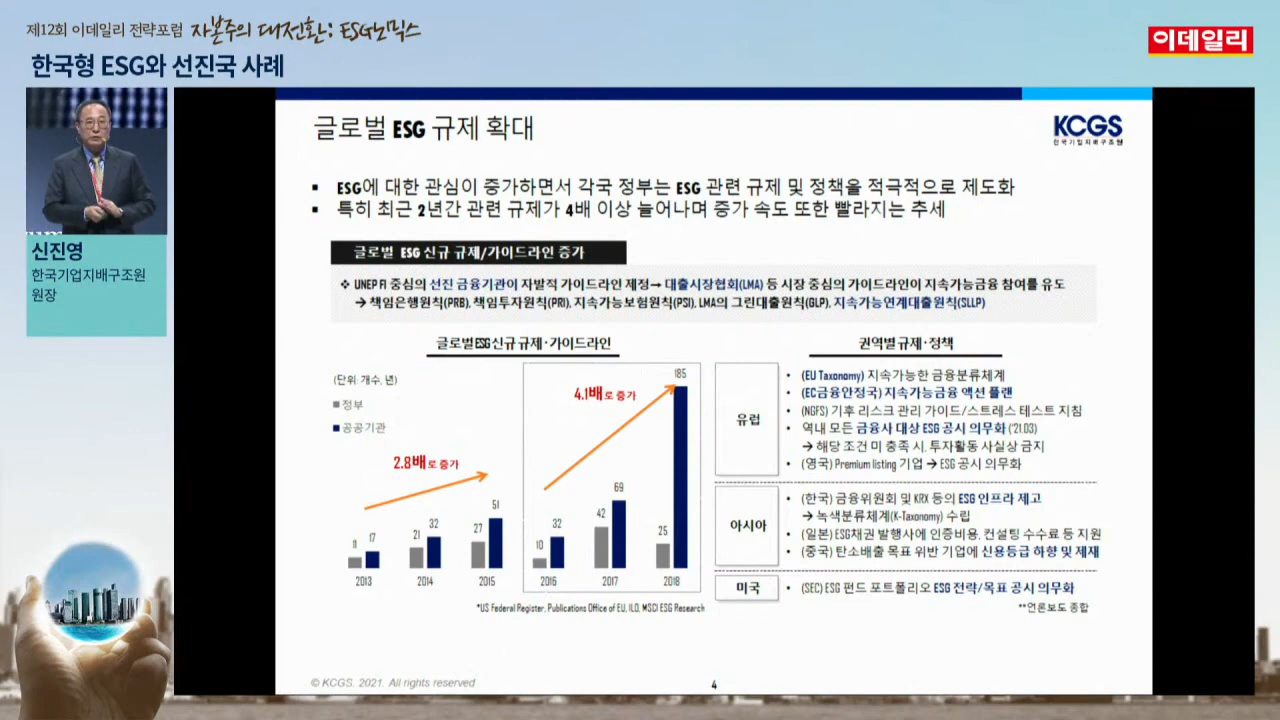 제12회 이데일리 전략포럼 자본주의 대전환: ESG노믹스
이데일리
한국형 ESG와 선진국 사례
신진영
한국기업지배구조원
원장
글로벌 ESG 규제 확대
KCGS
한국기업지배구조원
▪ ESG에 대한 관심이 증가하면서 각국 정부는 ESG 관련 규제 및 정책을 적극적으로 제도화
▪ 특히 최근 2년간 관련 규제가 4배 이상 늘어나며 증가 속도 또한 빨라지는 추세
글로벌 ESG 신규 규제/가이드라인 증가
❖ UNEP FI 중심의 선진 금융기관이 자발적 가이드라인 제정→ 대출시장협회(LMA) 등 시장 중심의 가이드라인이 지속가능금융 참여를 유도
→ 책임은행원칙(PRB), 책임투자원칙(PRI), 지속가능보험원칙(PSI), LMA의 그린대출원칙(GLP), 지속가능연계대출원칙(SLLP)
글로벌 ESG 신규 규제·가이드라인
(단위: 개수, 년)
정부
공공기관
2.8배로 증가
4.1배로 증가
11 17 21 32 27 51 10 32 42 69 25 185
2013 2014 2015 2016 2017 2018
*US Federal Register, Publications Office of EU, ILO, MSCI ESG Research
권역별 규제·정책
유럽
• (EU Taxonomy) 지속가능한 금융분류체계
• (EC금융안정국) 지속가능금융 액션 플랜
• (NGFS) 기후 리스크 관리 가이드/스트레스 테스트 지침
• 역내 모든 금융사 대상 ESG 공시 의무화 ('21.03)
→ 해당 조건 미 충족 시, 투자활동 사실상 금지
• (영국) Premium listing 기업 → ESG 공시 의무화
아시아
• (한국) 금융위원회 및 KRX 등의 ESG 인프라 제고
→ 녹색분류체계(K-Taxonomy) 수립
• (일본) ESG채권 발행사에 인증비용, 컨설팅 수수료 등 지원
• (중국) 탄소배출 목표 위반 기업에 신용등급 하향 및 제재
미국
• (SEC) ESG 펀드 포트폴리오 ESG 전략/목표 공시 의무화
**언론보도 종합
© KCGS. 2021. All rights reserved
4